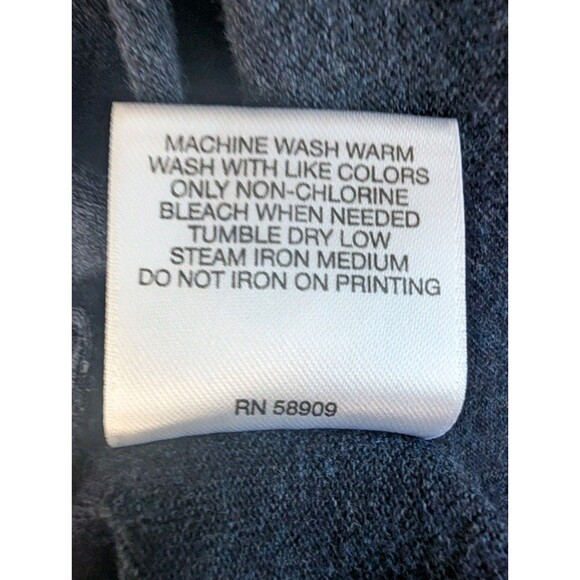 MACHINE WASH WARM
WASH WITH LIKE COLORS
ONLY NON-CHLORINE
BLEACH WHEN NEEDED
TUMBLE DRY LOW
STEAM IRON MEDIUM
DO NOT IRON ON PRINTING
RN 58909